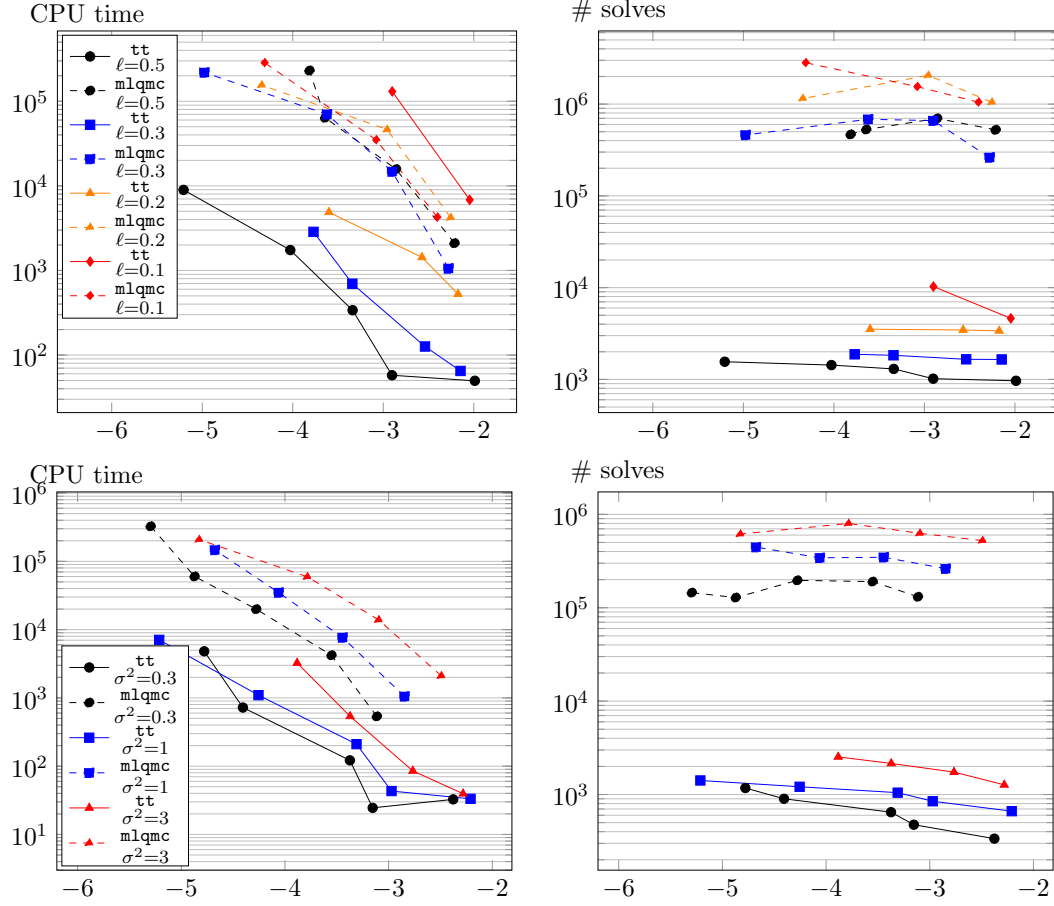 CPU time
10^5
10^4
10^3
10^2
−6 −5 −4 −3 −2
tt
ℓ=0.5
mlqmc
ℓ=0.5
tt
ℓ=0.3
mlqmc
ℓ=0.3
tt
ℓ=0.2
mlqmc
ℓ=0.2
tt
ℓ=0.1
mlqmc
ℓ=0.1
# solves
10^6
10^5
10^4
10^3
−6 −5 −4 −3 −2
CPU time
10^6
10^5
10^4
10^3
10^2
10^1
−6 −5 −4 −3 −2
tt
σ^2=0.3
mlqmc
σ^2=0.3
tt
σ^2=1
mlqmc
σ^2=1
tt
σ^2=3
mlqmc
σ^2=3
# solves
10^6
10^5
10^4
10^3
−6 −5 −4 −3 −2